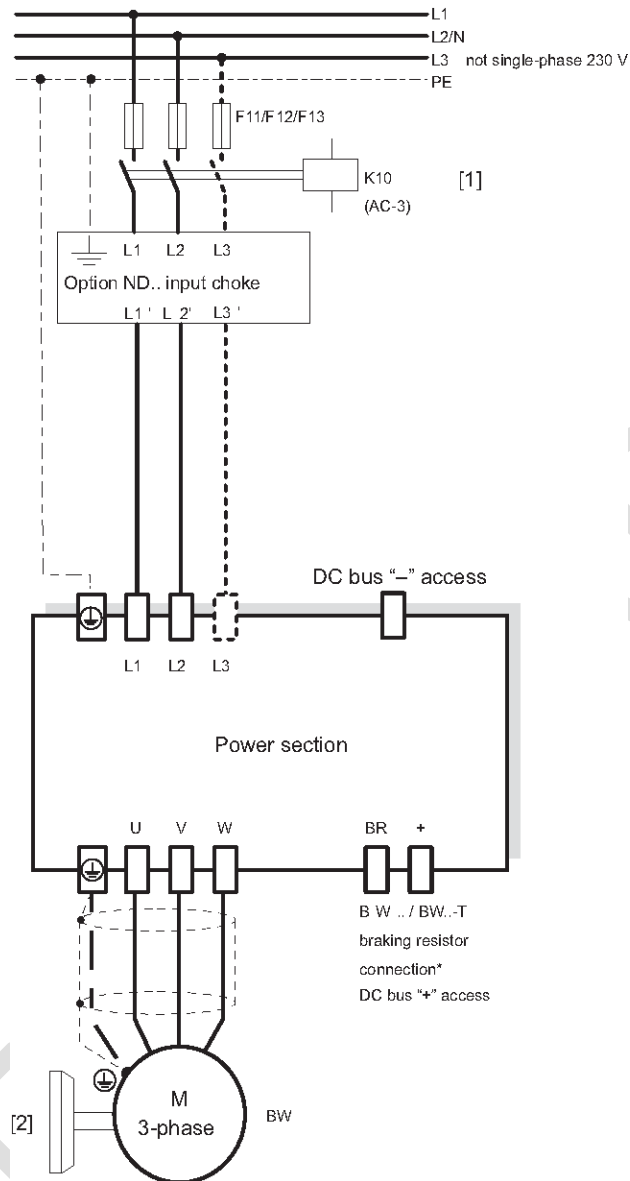 L1
L2/N
L3 not single-phase 230 V
PE
F11/F12/F13
K10
(AC-3)
[1]
L1 L2 L3
Option ND.. input choke
L1 ' L 2' L3 '
DC bus “–” access
L1 L2 L3
Power section
U V W BR +
B W .. / BW..-T
braking resistor
connection*
DC bus “+” access
[2]
M
3-phase
BW